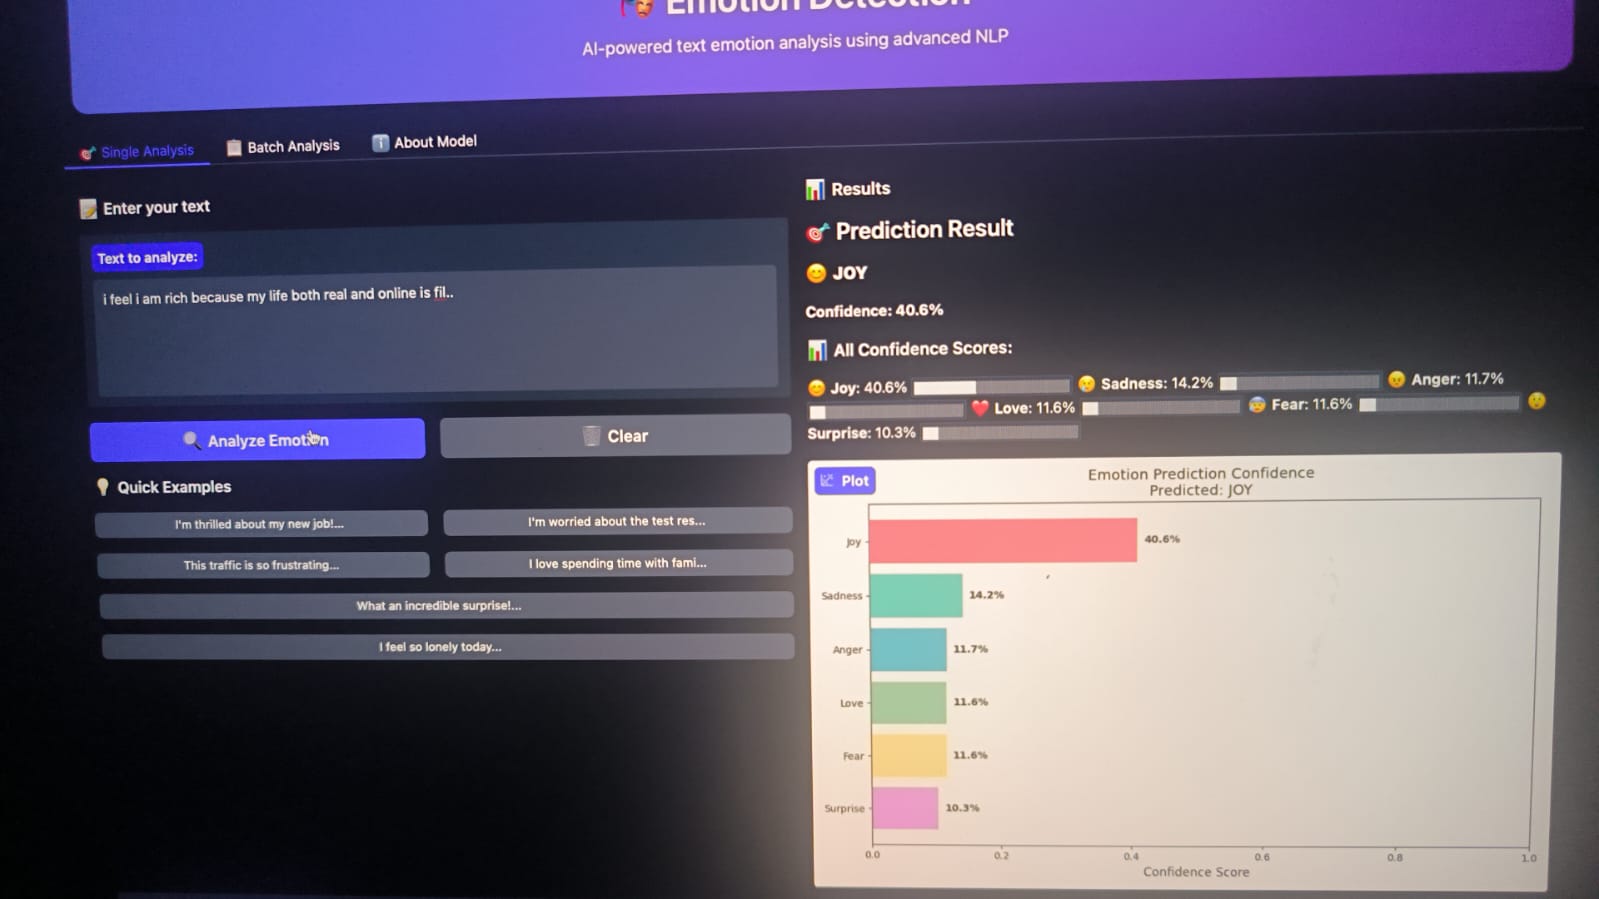 Emotion Detection
AI-powered text emotion analysis using advanced NLP
Single Analysis
Batch Analysis
About Model
Enter your text
Text to analyze:
i feel i am rich because my life both real and online is fil..
Analyze Emotion
Clear
Quick Examples
I'm thrilled about my new job!...
I'm worried about the test res...
This traffic is so frustrating...
I love spending time with fami...
What an incredible surprise!...
I feel so lonely today...
Results
Prediction Result
JOY
Confidence: 40.6%
All Confidence Scores:
Joy: 40.6% Sadness: 14.2% Anger: 11.7%
Love: 11.6% Fear: 11.6%
Surprise: 10.3%
Plot
Emotion Prediction Confidence
Predicted: JOY
Joy 40.6%
Sadness 14.2%
Anger 11.7%
Love 11.6%
Fear 11.6%
Surprise 10.3%
0.0 0.2 0.4 0.6 0.8 1.0
Confidence Score